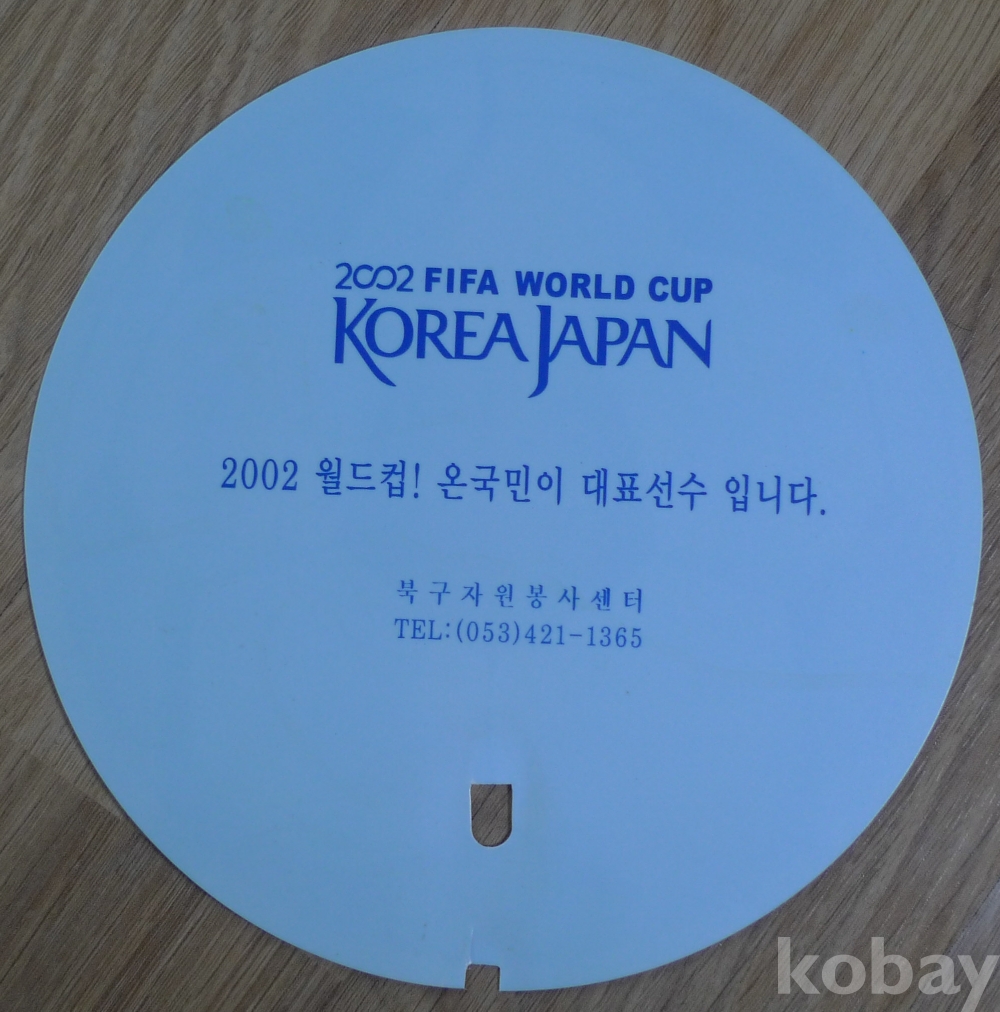 2002 FIFA WORLD CUP
KOREA JAPAN
2002 월드컵! 온국민이 대표선수 입니다.
북구자원봉사센터
TEL:(053)421-1365
kobay